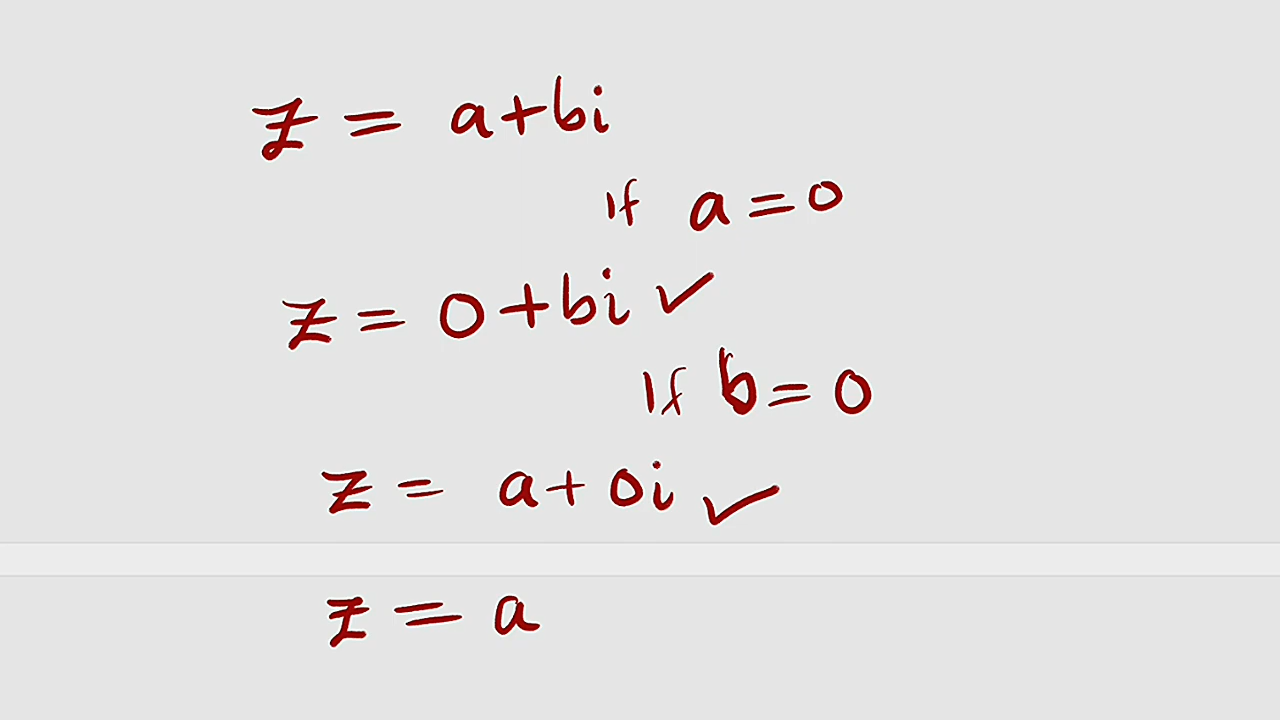 z = a+bi
If a=0
z = 0+bi ✓
If b=0
z = a+0i ✓
z = a